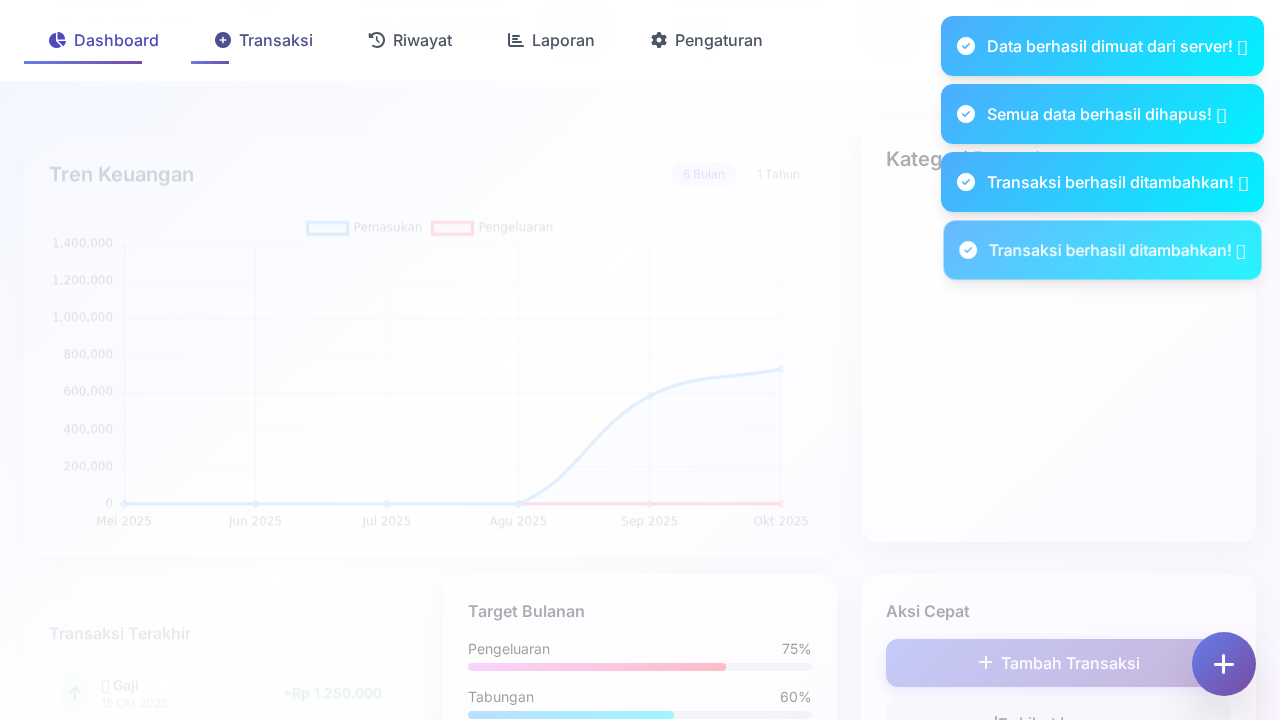 Dashboard
Transaksi
Riwayat
Laporan
Pengaturan
Data berhasil dimuat dari server!
Semua data berhasil dihapus!
Transaksi berhasil ditambahkan!
Transaksi berhasil ditambahkan!
Tren Keuangan
6 Bulan
1 Tahun
Pemasukan
Pengeluaran
1,400,000
1,200,000
1,000,000
800,000
600,000
400,000
200,000
0
Mei 2025
Jun 2025
Jul 2025
Agu 2025
Sep 2025
Okt 2025
Transaksi Terakhir
Gaji
15 Okt 2025
+Rp 1.250.000
Target Bulanan
Pengeluaran
75%
Tabungan
60%
Aksi Cepat
Tambah Transaksi